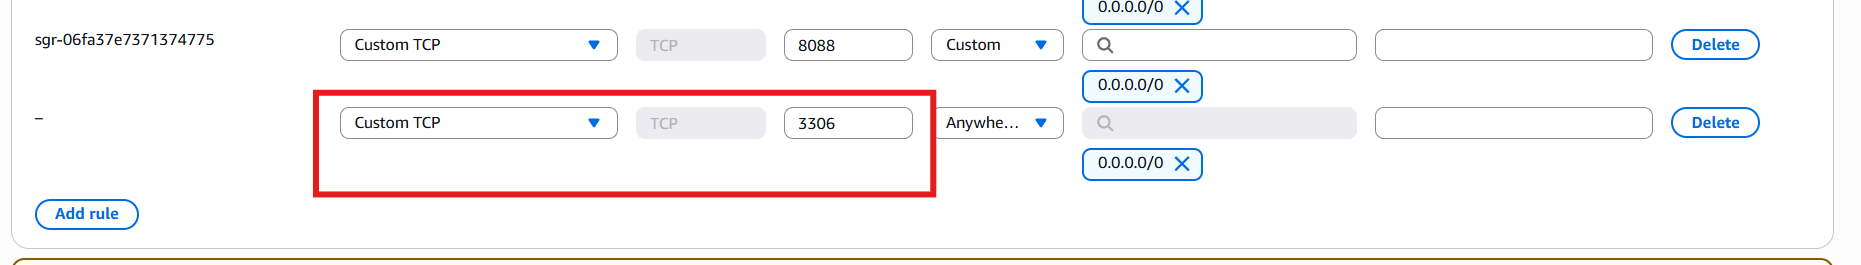 0.0.0.0/0
sgr-06fa37e7371374775 Custom TCP TCP 8088 Custom Delete
0.0.0.0/0
– Custom TCP TCP 3306 Anywhe... Delete
0.0.0.0/0
Add rule